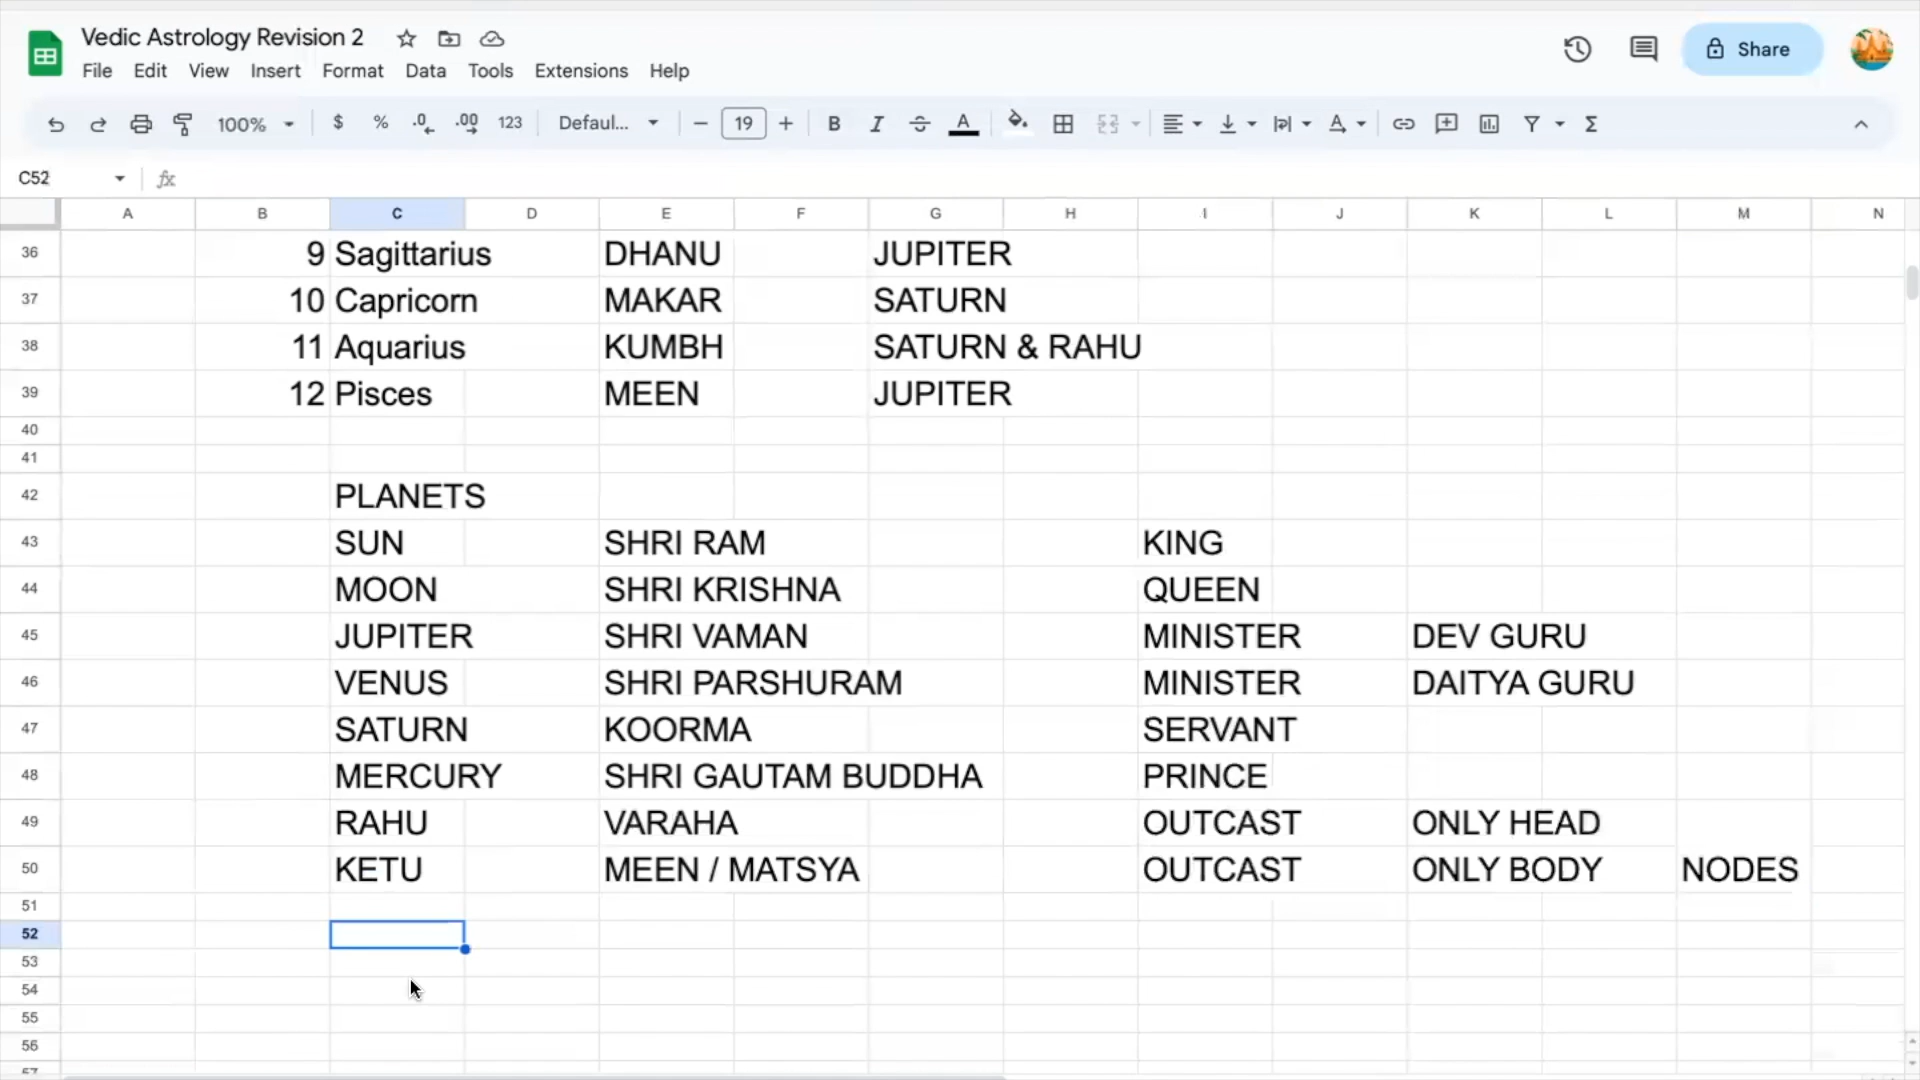 Vedic Astrology Revision 2
File Edit View Insert Format Data Tools Extensions Help
Share
100% $ % .0 .00 123 Defaul... − 19 + B I S A Σ
C52 fx
A B C D E F G H I J K L M N
36 9 Sagittarius DHANU JUPITER
37 10 Capricorn MAKAR SATURN
38 11 Aquarius KUMBH SATURN & RAHU
39 12 Pisces MEEN JUPITER
40
41
42 PLANETS
43 SUN SHRI RAM KING
44 MOON SHRI KRISHNA QUEEN
45 JUPITER SHRI VAMAN MINISTER DEV GURU
46 VENUS SHRI PARSHURAM MINISTER DAITYA GURU
47 SATURN KOORMA SERVANT
48 MERCURY SHRI GAUTAM BUDDHA PRINCE
49 RAHU VARAHA OUTCAST ONLY HEAD
50 KETU MEEN / MATSYA OUTCAST ONLY BODY NODES
51
52
53
54
55
56
57